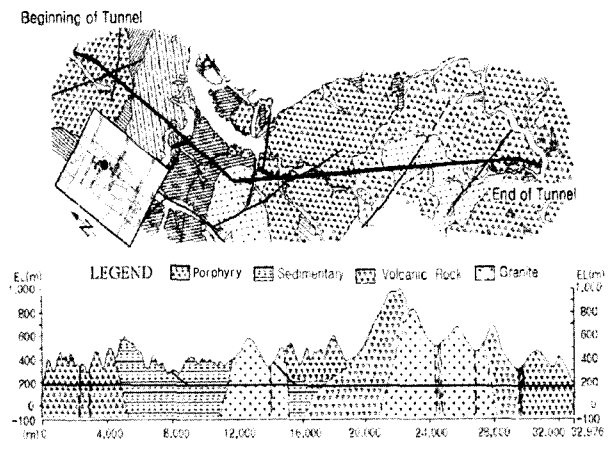 Beginning of Tunnel
End of Tunnel
N
LEGEND Porphyry Sedimentary Volcanic Rock Granite
EL(m) EL(m)
1,000 1,000
800 800
600 600
400 400
200 200
0 0
-100 -100
(m) 0 4,000 8,000 12,000 16,000 20,000 24,000 28,000 32,000 32,976